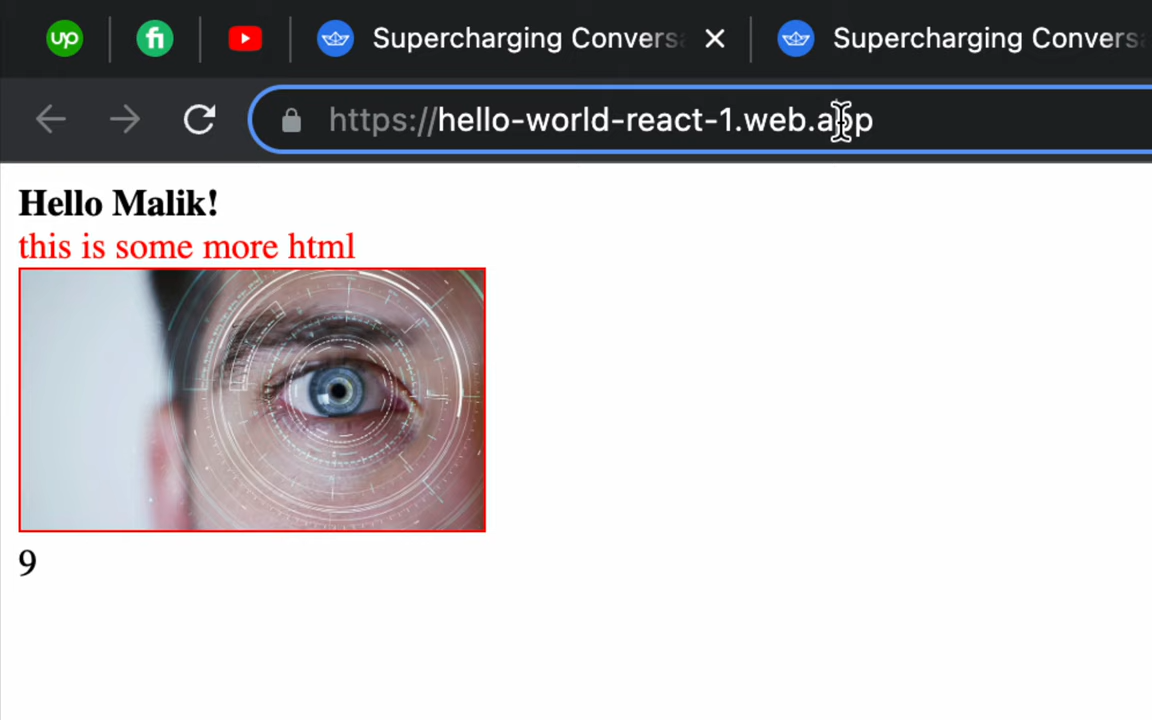 up
fi
Supercharging Convers
Supercharging Convers
https://hello-world-react-1.web.app
Hello Malik!
this is some more html
9